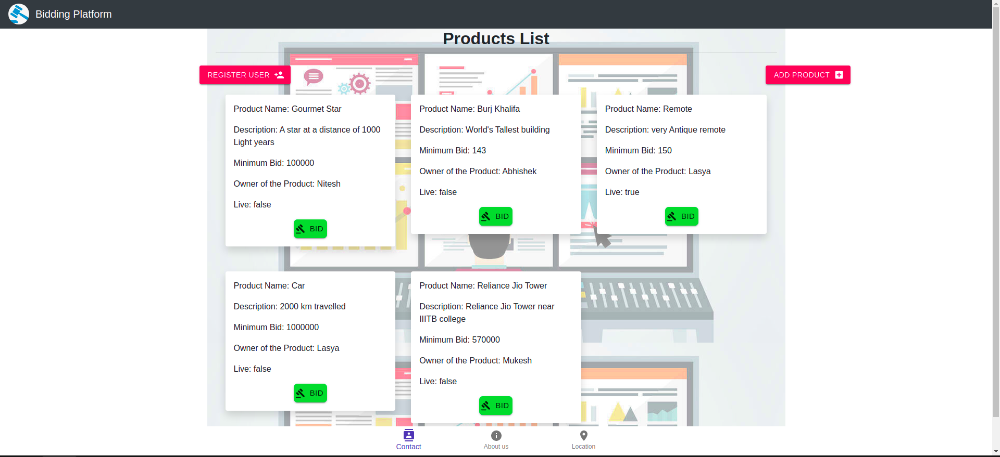 Bidding Platform
Products List
REGISTER USER
ADD PRODUCT
Product Name: Gourmet Star
Description: A star at a distance of 1000
Light years
Minimum Bid: 100000
Owner of the Product: Nitesh
Live: false
BID
Product Name: Burj Khalifa
Description: World's Tallest building
Minimum Bid: 143
Owner of the Product: Abhishek
Live: false
BID
Product Name: Remote
Description: very Antique remote
Minimum Bid: 150
Owner of the Product: Lasya
Live: true
BID
Product Name: Car
Description: 2000 km travelled
Minimum Bid: 1000000
Owner of the Product: Lasya
Live: false
BID
Product Name: Reliance Jio Tower
Description: Reliance Jio Tower near
IIITB college
Minimum Bid: 570000
Owner of the Product: Mukesh
Live: false
BID
Contact
About us
Location